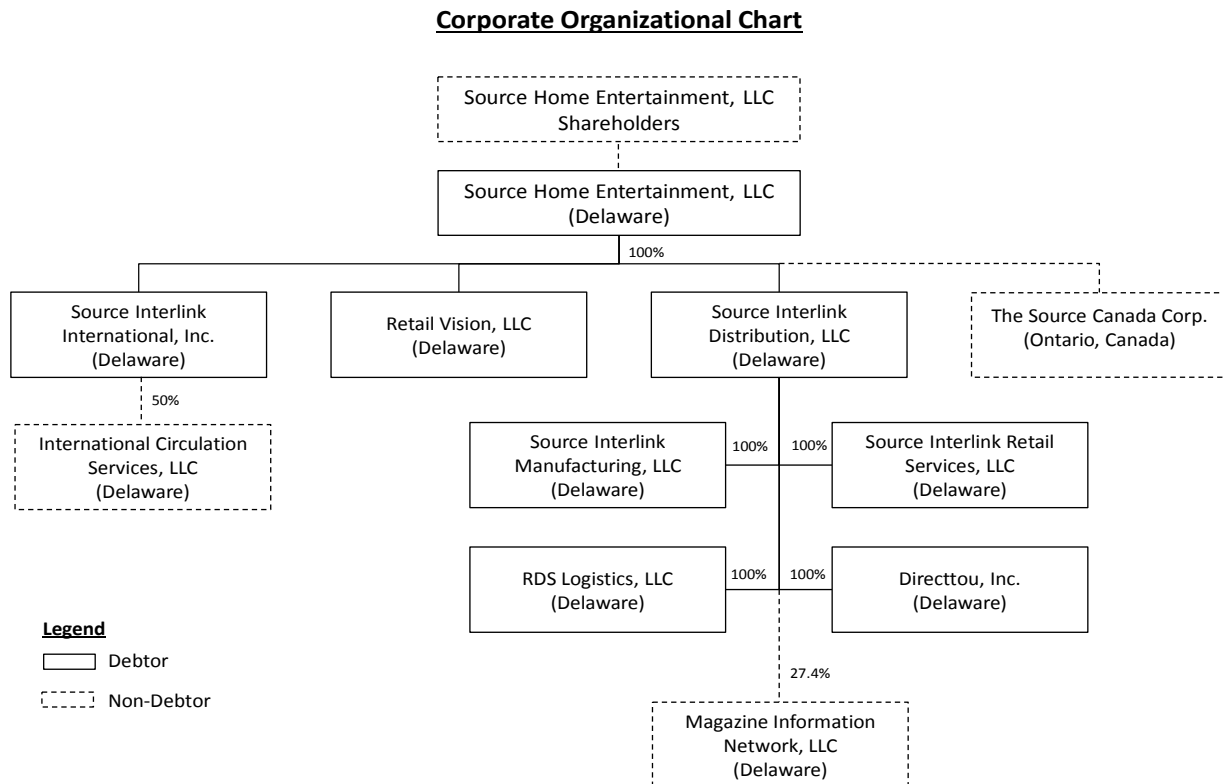 Corporate Organizational Chart
Source Home Entertainment, LLC
Shareholders
Source Home Entertainment, LLC
(Delaware)
100%
Source Interlink
International, Inc.
(Delaware)
Retail Vision, LLC
(Delaware)
Source Interlink
Distribution, LLC
(Delaware)
The Source Canada Corp.
(Ontario, Canada)
50%
International Circulation
Services, LLC
(Delaware)
Source Interlink
Manufacturing, LLC
(Delaware)
100%
100%
Source Interlink Retail
Services, LLC
(Delaware)
RDS Logistics, LLC
(Delaware)
100%
100%
Directtou, Inc.
(Delaware)
Legend
Debtor
Non-Debtor
27.4%
Magazine Information
Network, LLC
(Delaware)